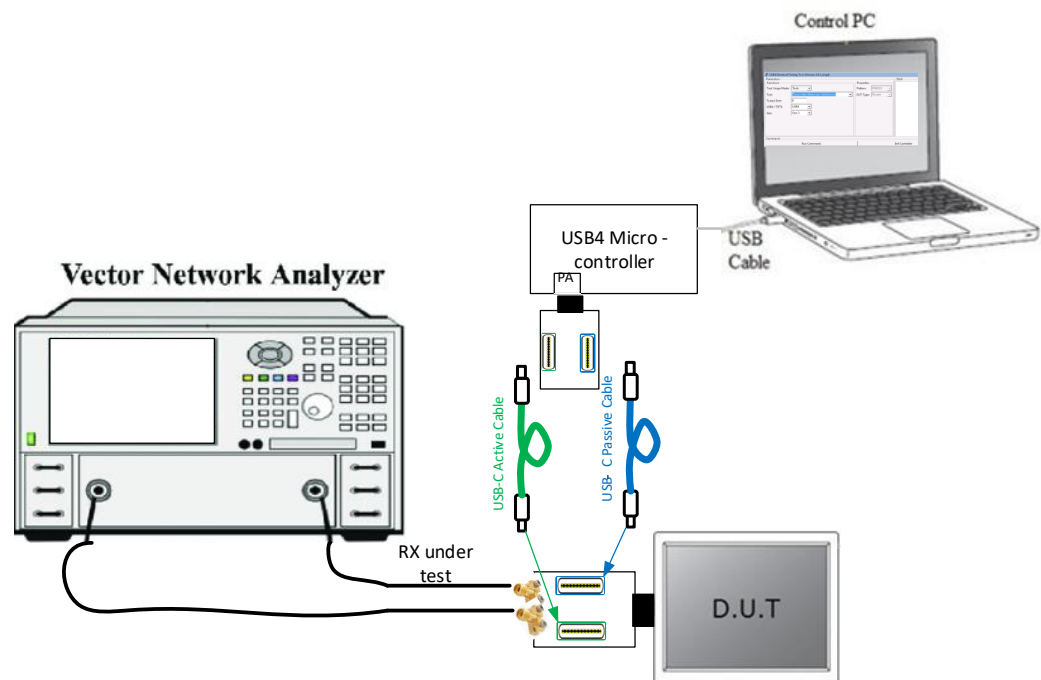 Control PC
USB4 Micro -
controller
PA
USB
Cable
Vector Network Analyzer
USB-C Active Cable
USB- C Passive Cable
RX under
test
D.U.T